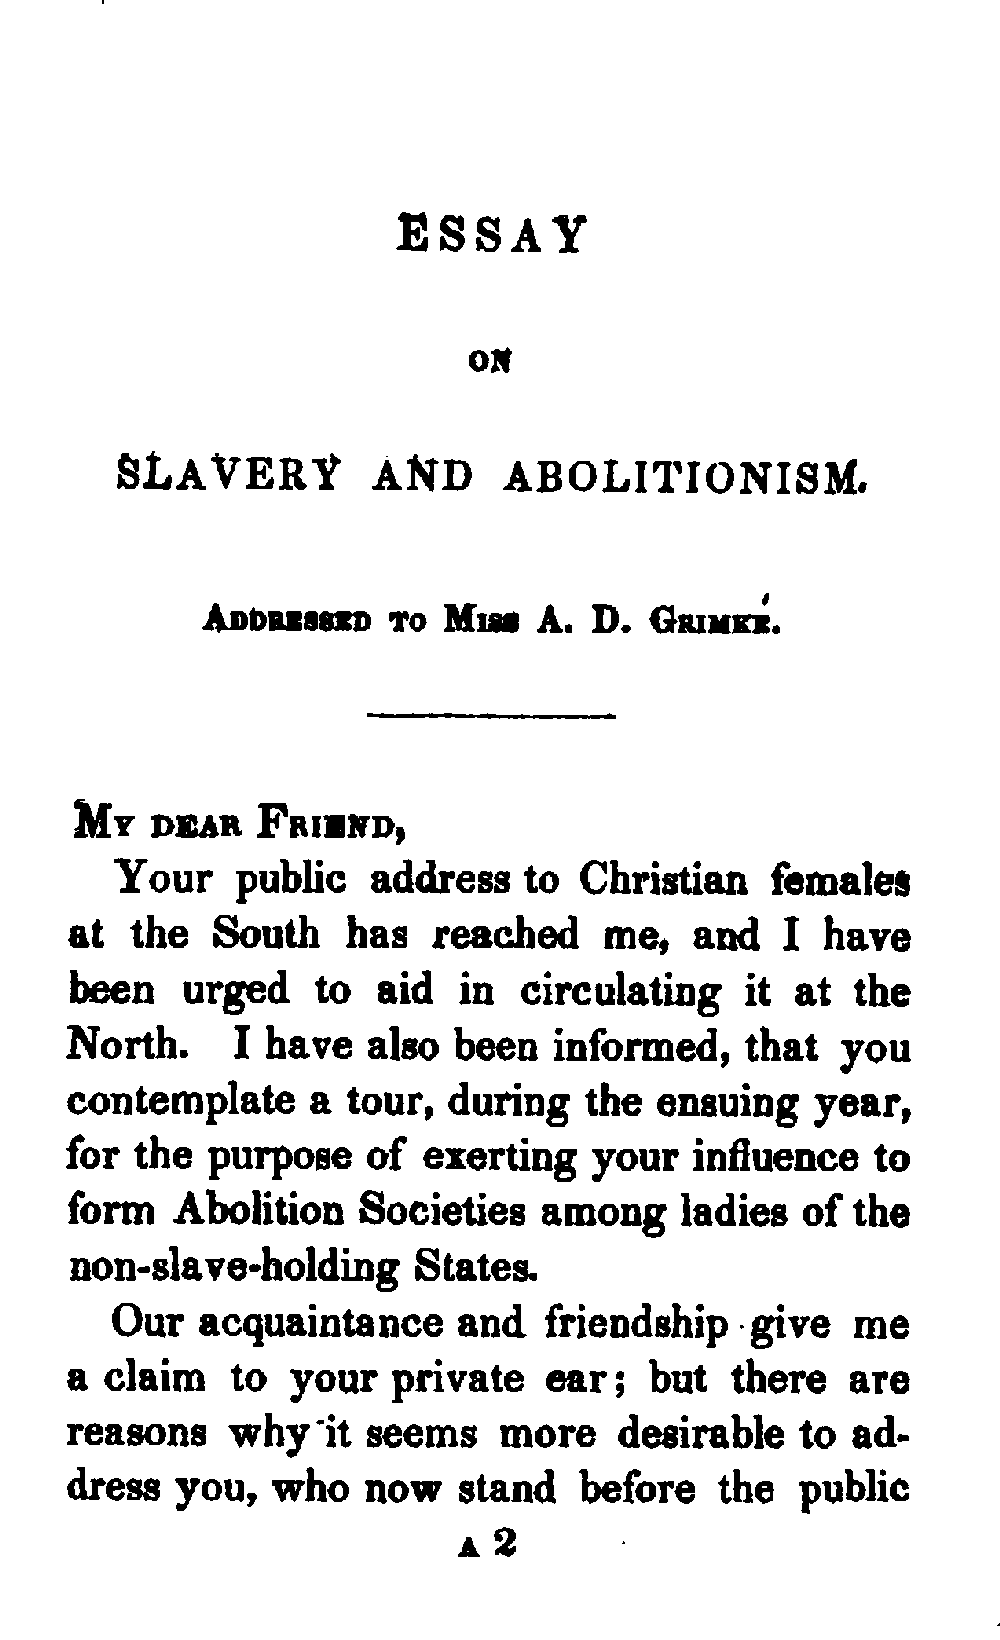 ESSAY
ON
SLAVERY AND ABOLITIONISM.
ADDRESSED TO MISS A. D. GRIMKÉ.
MY DEAR FRIEND,
Your public address to Christian females
at the South has reached me, and I have
been urged to aid in circulating it at the
North. I have also been informed, that you
contemplate a tour, during the ensuing year,
for the purpose of exerting your influence to
form Abolition Societies among ladies of the
non-slave-holding States.
Our acquaintance and friendship give me
a claim to your private ear; but there are
reasons why it seems more desirable to ad-
dress you, who now stand before the public
A 2